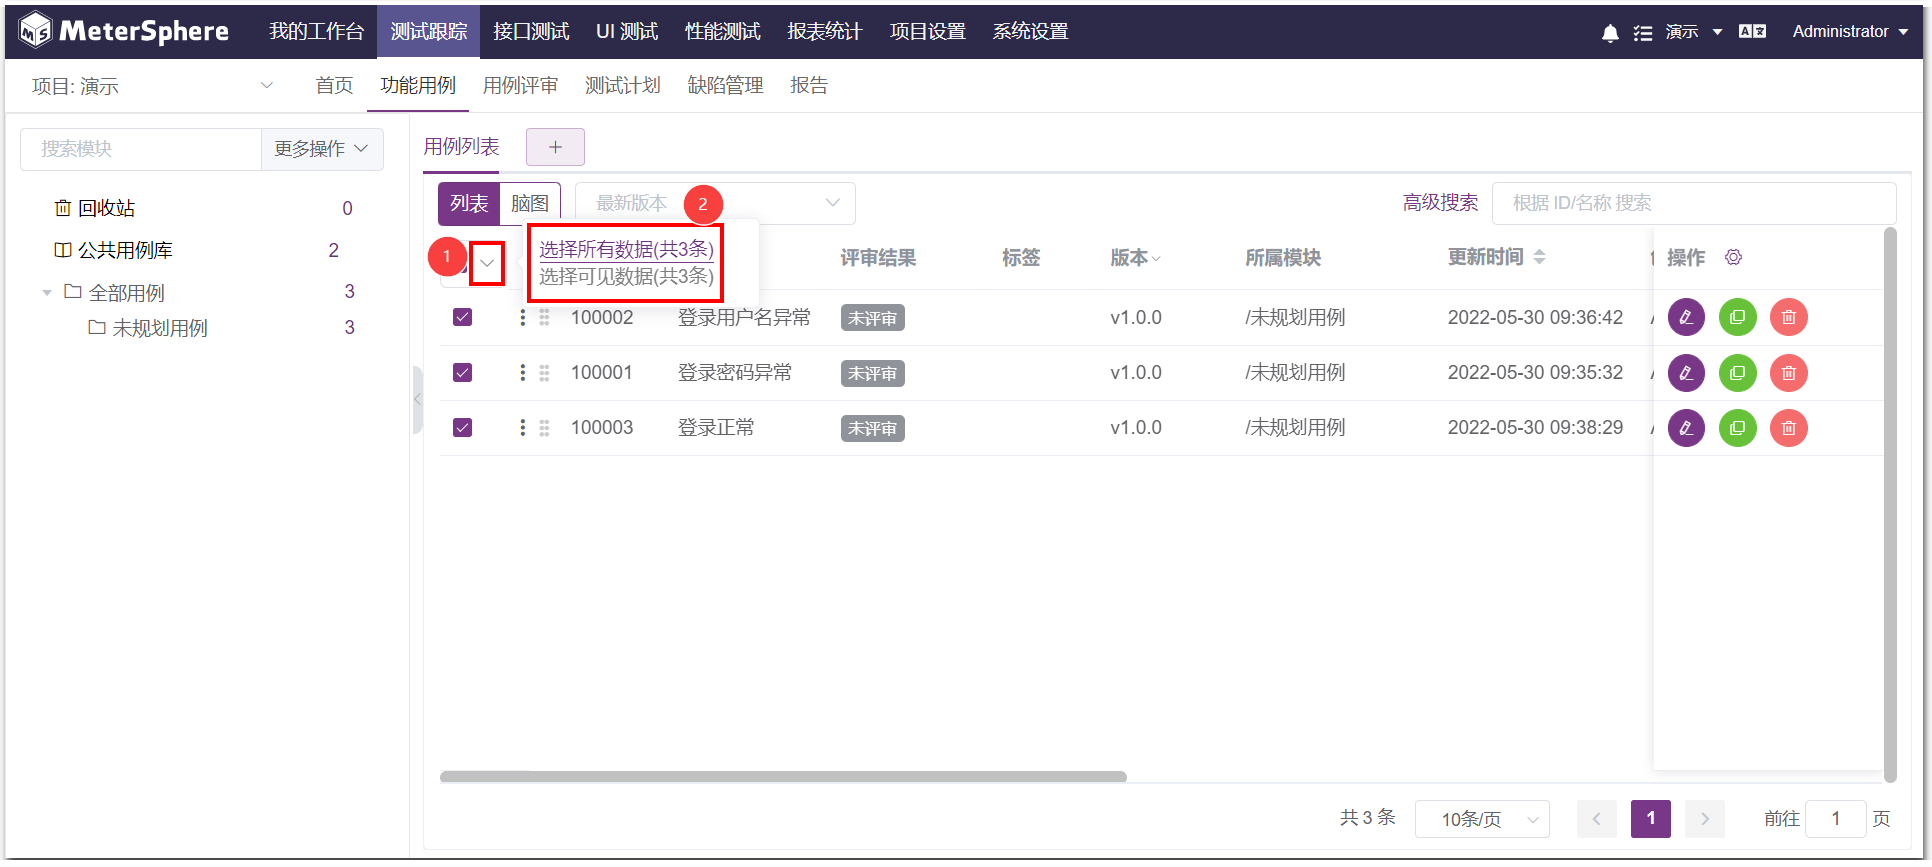 MeterSphere 我的工作台 测试跟踪 接口测试 UI 测试 性能测试 报表统计 项目设置 系统设置 演示 Administrator
项目: 演示 首页 功能用例 用例评审 测试计划 缺陷管理 报告
搜索模块 更多操作
用例列表 +
列表 脑图 最新版本 2 高级搜索 根据 ID/名称 搜索
回收站 0
公共用例库 2
全部用例 3
未规划用例 3
1
选择所有数据(共3条)
选择可见数据(共3条)
评审结果 标签 版本 所属模块 更新时间 操作
100002 登录用户名异常 未评审 v1.0.0 /未规划用例 2022-05-30 09:36:42
100001 登录密码异常 未评审 v1.0.0 /未规划用例 2022-05-30 09:35:32
100003 登录正常 未评审 v1.0.0 /未规划用例 2022-05-30 09:38:29
共 3 条 10条/页 1 前往 1 页